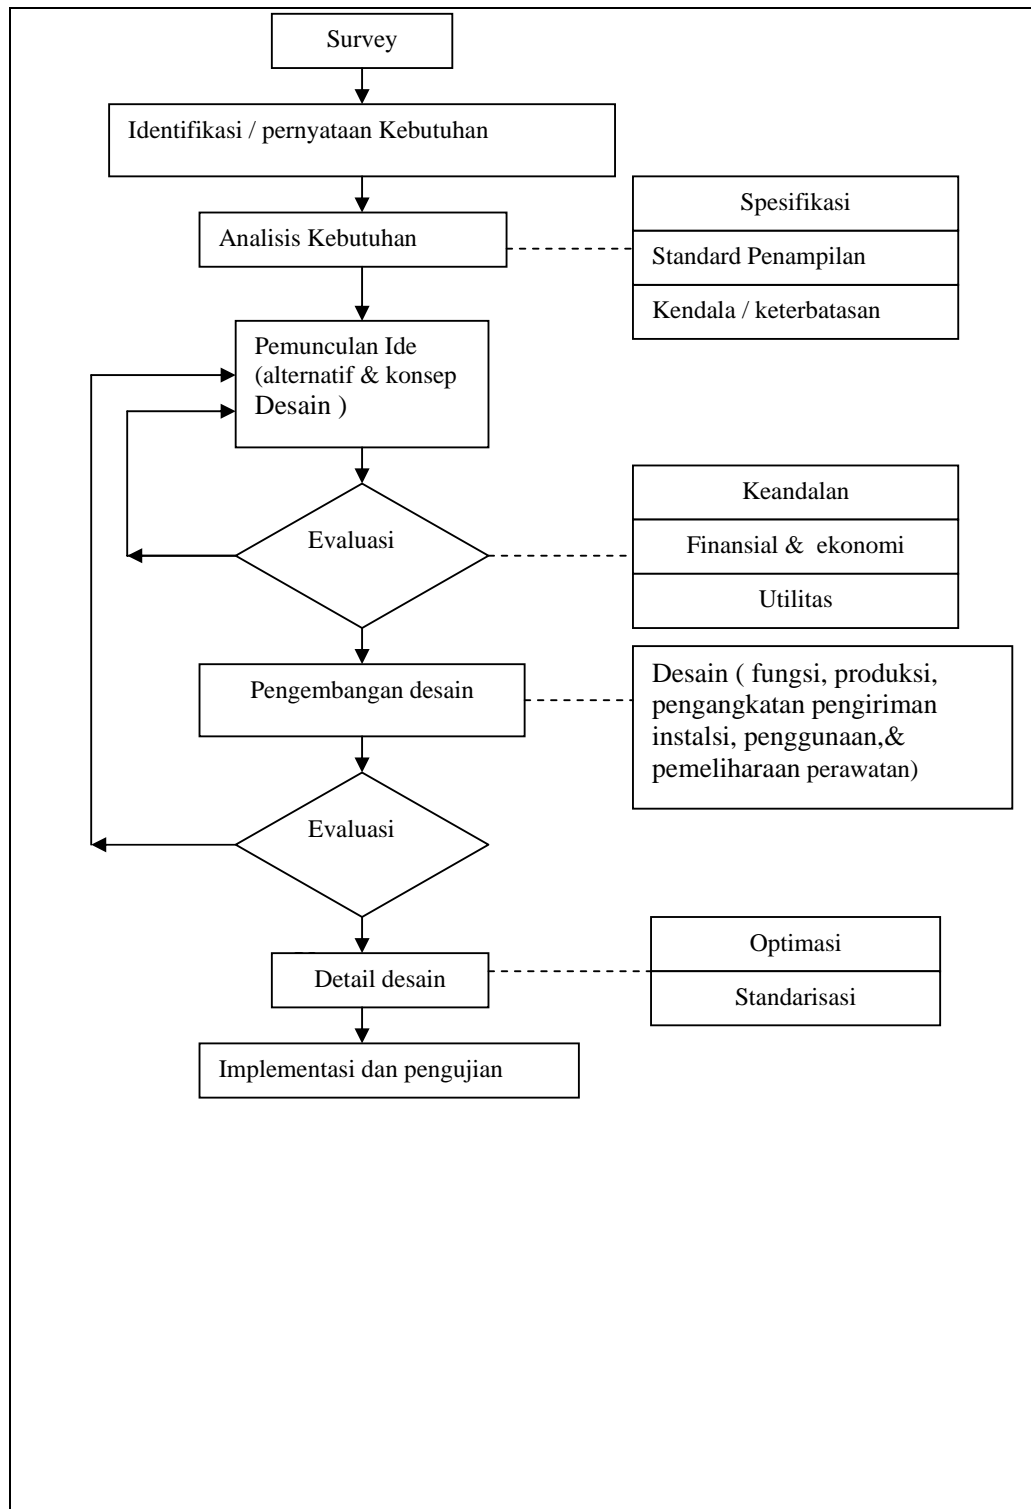 Survey
Identifikasi / pernyataan Kebutuhan
Analisis Kebutuhan
Spesifikasi
Standard Penampilan
Kendala / keterbatasan
Pemunculan Ide
(alternatif & konsep
Desain )
Evaluasi
Keandalan
Finansial & ekonomi
Utilitas
Pengembangan desain
Desain ( fungsi, produksi,
pengangkatan pengiriman
instalsi, penggunaan,&
pemeliharaan perawatan)
Evaluasi
Detail desain
Optimasi
Standarisasi
Implementasi dan pengujian